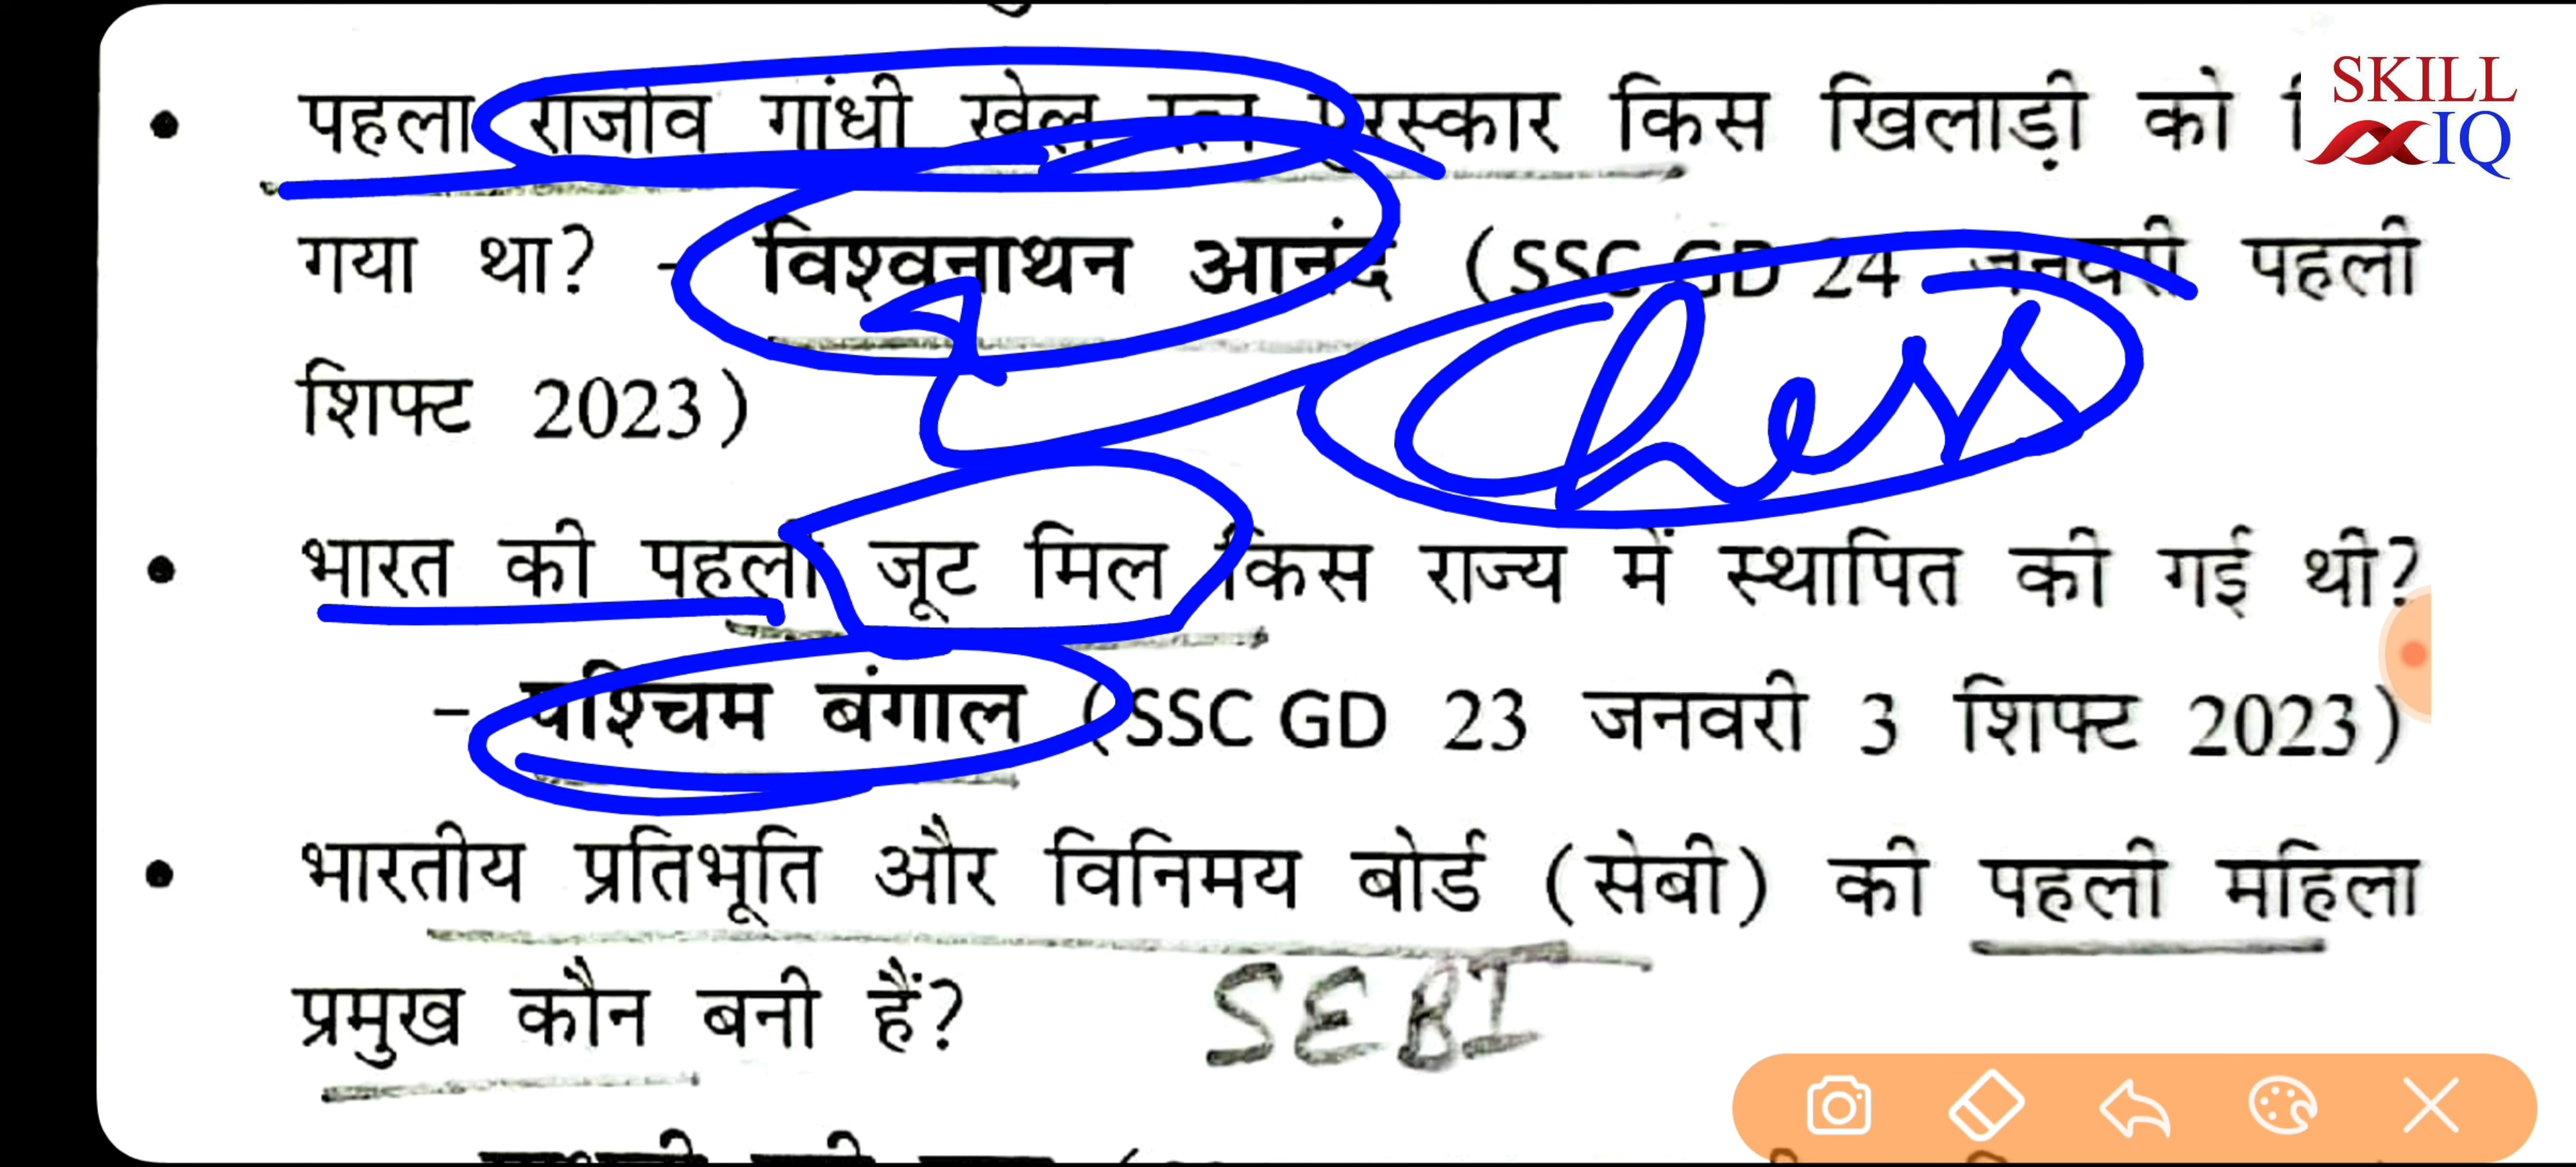 SKILL
IQ
पहला राजीव गांधी खेल रत्न पुरस्कार किस खिलाड़ी को
गया था? - विश्वनाथन आनंद (SSC GD 24 जनवरी पहली
शिफ्ट 2023)
Chess
• भारत की पहली जूट मिल किस राज्य में स्थापित की गई थी?
- पश्चिम बंगाल (SSC GD 23 जनवरी 3 शिफ्ट 2023)
• भारतीय प्रतिभूति और विनिमय बोर्ड (सेबी) की पहली महिला
प्रमुख कौन बनी हैं?
SEBI